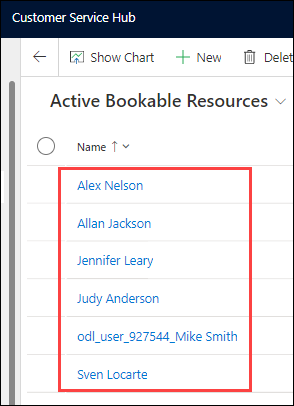 Customer Service Hub
Show Chart
New
Active Bookable Resources
Name
Alex Nelson
Allan Jackson
Jennifer Leary
Judy Anderson
odl_user_927544_Mike Smith
Sven Locarte